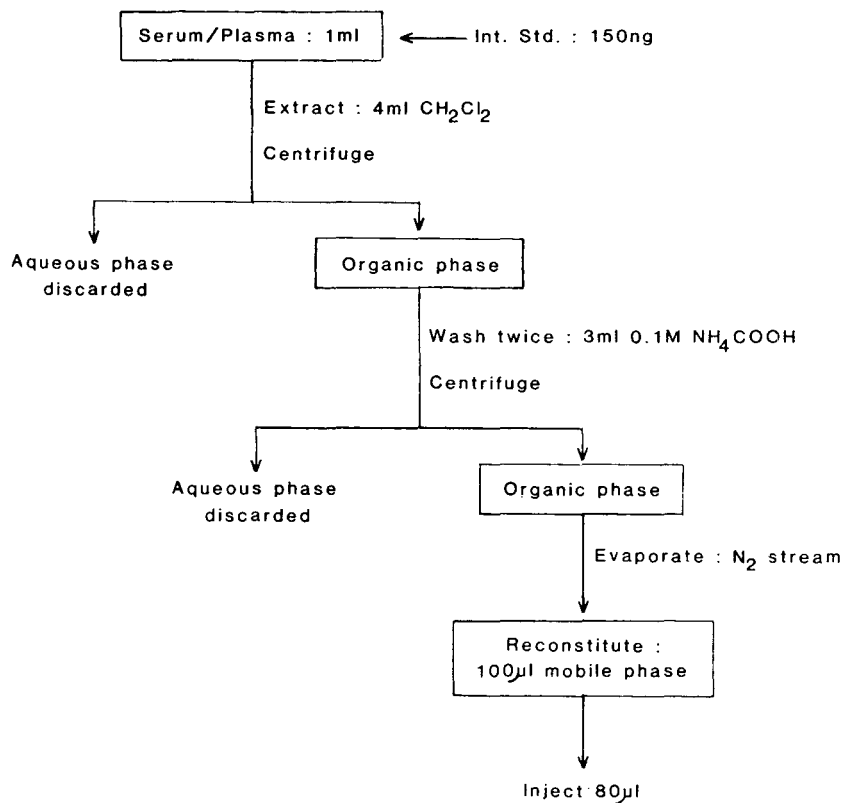 Serum/Plasma : 1ml
Int. Std. : 150ng
Extract : 4ml CH₂Cl₂
Centrifuge
Aqueous phase
discarded
Organic phase
Wash twice : 3ml 0.1M NH₄COOH
Centrifuge
Aqueous phase
discarded
Organic phase
Evaporate : N₂ stream
Reconstitute :
100µl mobile phase
Inject 80µl